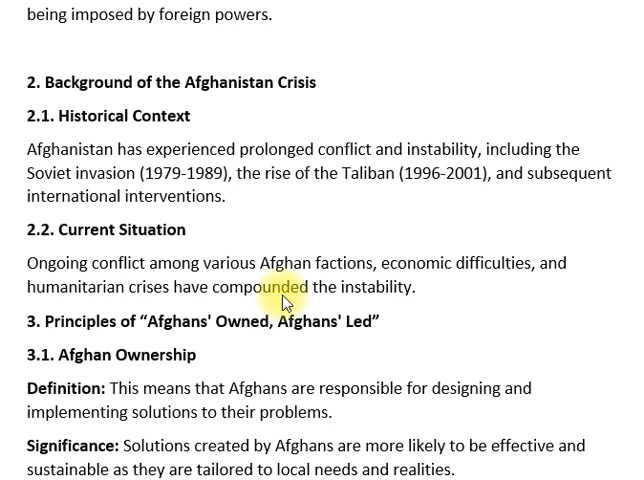 being imposed by foreign powers.
2. Background of the Afghanistan Crisis
2.1. Historical Context
Afghanistan has experienced prolonged conflict and instability, including the
Soviet invasion (1979-1989), the rise of the Taliban (1996-2001), and subsequent
international interventions.
2.2. Current Situation
Ongoing conflict among various Afghan factions, economic difficulties, and
humanitarian crises have compounded the instability.
3. Principles of “Afghans' Owned, Afghans' Led”
3.1. Afghan Ownership
Definition: This means that Afghans are responsible for designing and
implementing solutions to their problems.
Significance: Solutions created by Afghans are more likely to be effective and
sustainable as they are tailored to local needs and realities.